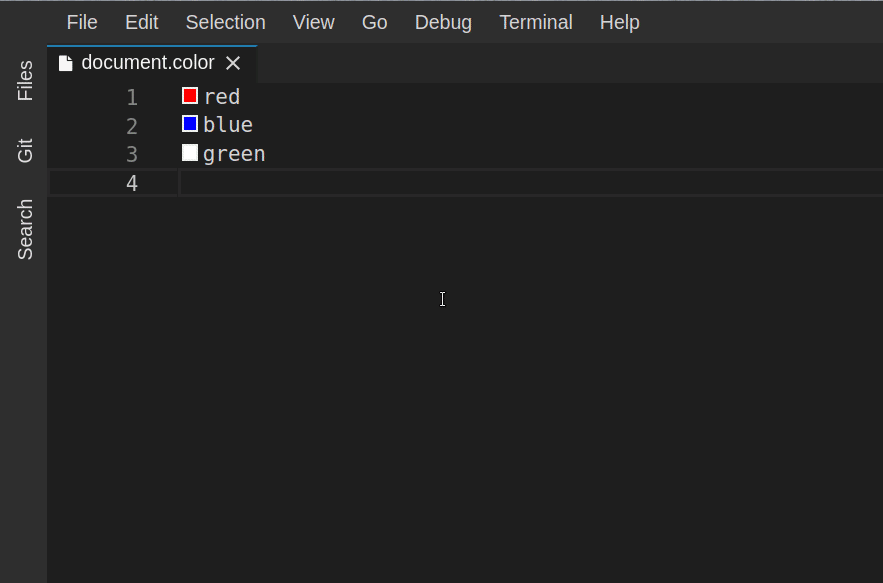 File Edit Selection View Go Debug Terminal Help
Files
Git
Search
document.color
1 red
2 blue
3 green
4